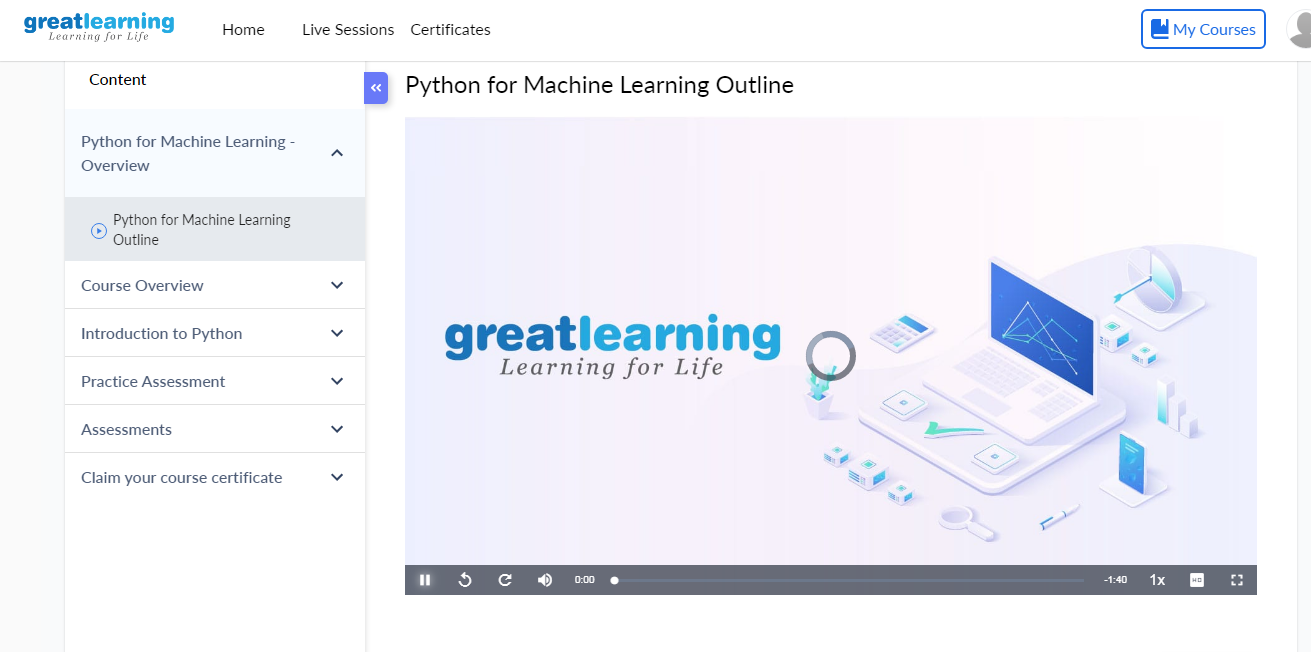 greatlearning
Learning for Life
Home
Live Sessions
Certificates
My Courses
Content
Python for Machine Learning -
Overview
Python for Machine Learning
Outline
Course Overview
Introduction to Python
Practice Assessment
Assessments
Claim your course certificate
Python for Machine Learning Outline
greatlearning
Learning for Life
0:00
-1:40
1x
HD